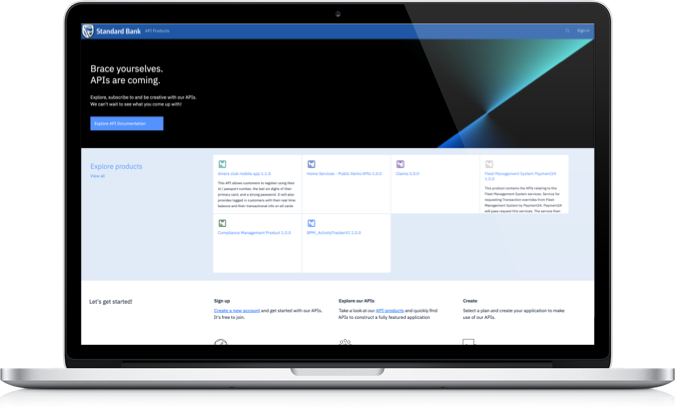 Standard Bank API Products Sign in
Brace yourselves.
APIs are coming.
Explore, subscribe to and be creative with our APIs.
We can't wait to see what you come up with!
Explore API Documentation
Explore products
View all
diners-club-mobile-app 1.1.0
This API allows customers to register using their
id / passport number, the last six digits of their
primary card, and a strong password. It will also
provides logged in customers with their real time
balance and their transactional info on all cards
Home Services - Public Demo APIs 1.0.0
Claims 1.0.0
Fleet Management System Payment24
1.0.0
This product contains the APIs relating to the
Fleet Management System services. Service for
requesting Transaction overrides from Fleet
Management System by Payment24. Payment24
will pass request this services. The service then
Compliance Management Product 1.0.0
BPM_ActivityTrackerV1 1.0.0
Let's get started!
Sign up
Create a new account and get started with our APIs.
It's free to join.
Explore our APIs
Take a look at our API products and quickly find
APIs to construct a fully featured application
Create
Select a plan and create your application to make
use of our APIs.